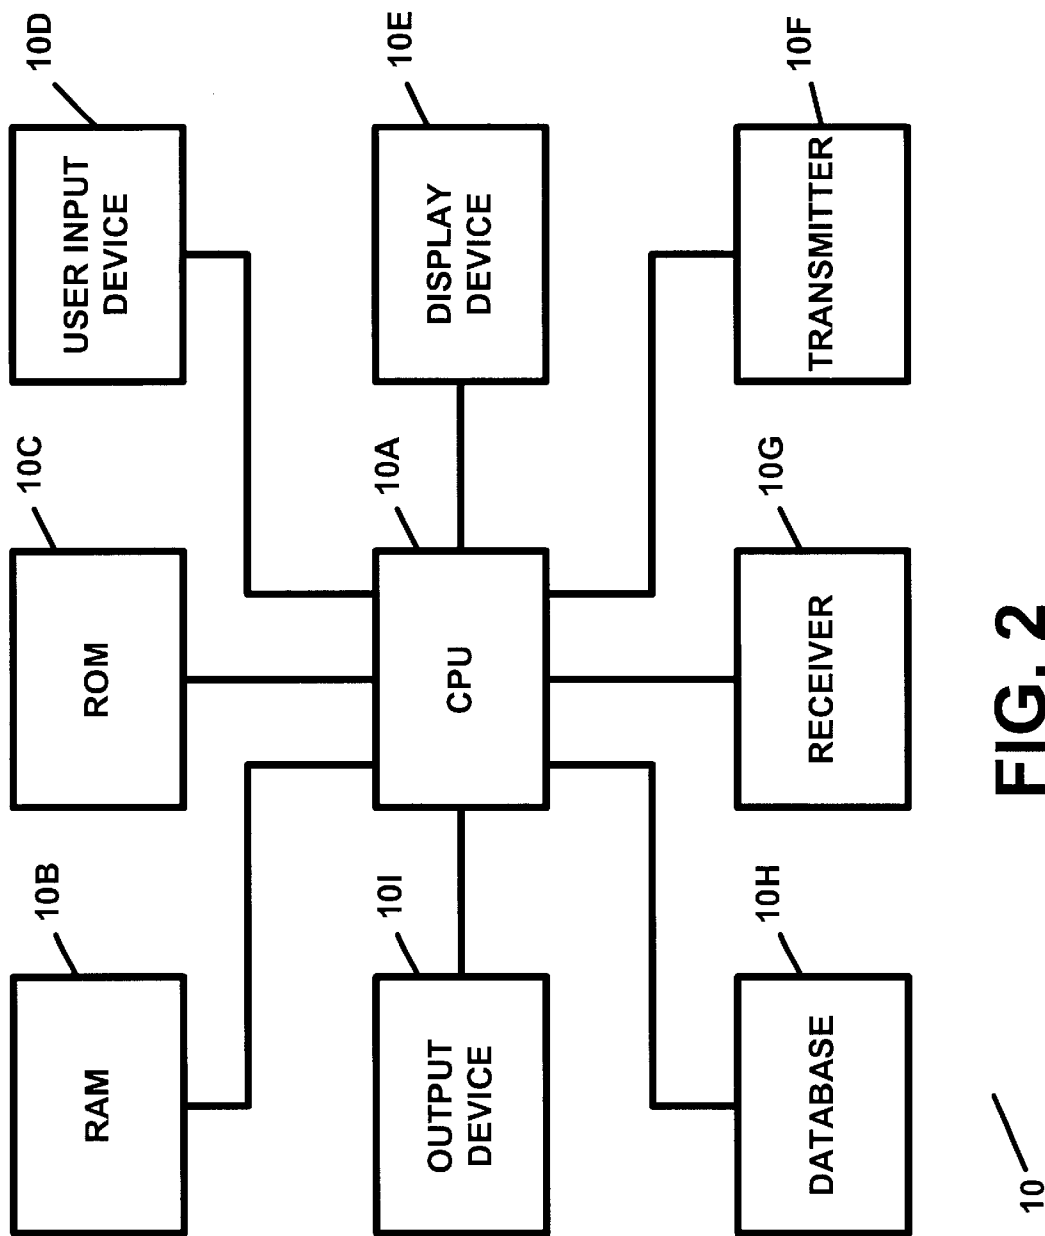 10B
10C
10D
RAM
ROM
USER INPUT
DEVICE
10I
10A
10E
OUTPUT
DEVICE
CPU
DISPLAY
DEVICE
10H
10G
10F
DATABASE
RECEIVER
TRANSMITTER
10
FIG. 2